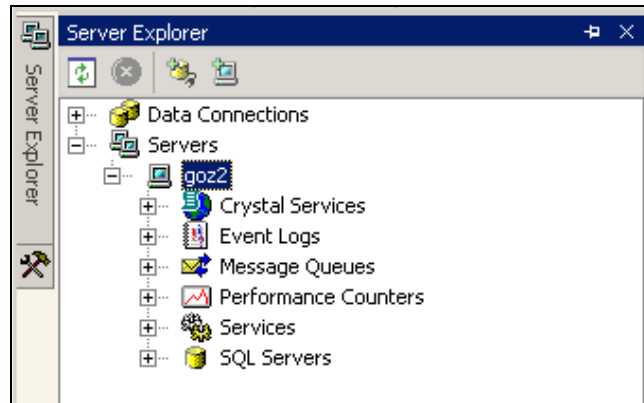 Server Explorer
Server Explorer
Data Connections
Servers
goz2
Crystal Services
Event Logs
Message Queues
Performance Counters
Services
SQL Servers